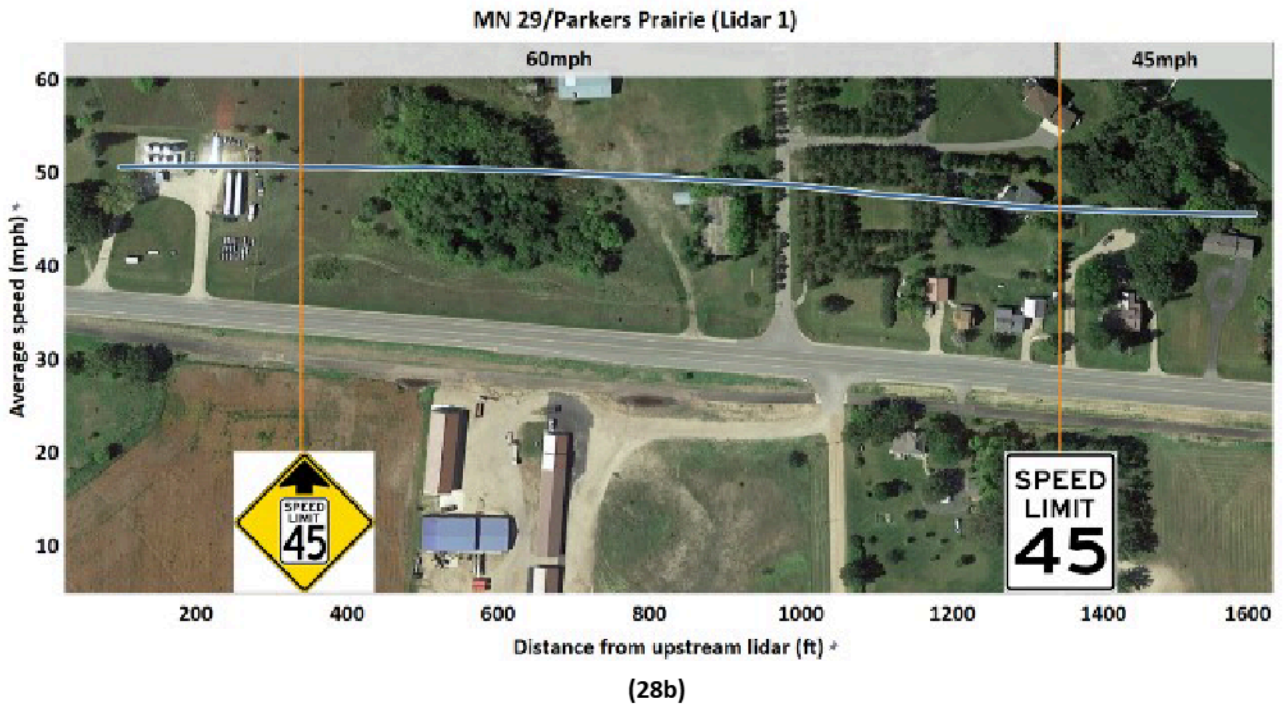 MN 29/Parkers Prairie (Lidar 1)
60mph
45mph
60
50
40
30
20
10
Average speed (mph)
SPEED
LIMIT
45
SPEED
LIMIT
45
200 400 600 800 1000 1200 1400 1600
Distance from upstream lidar (ft)
(28b)